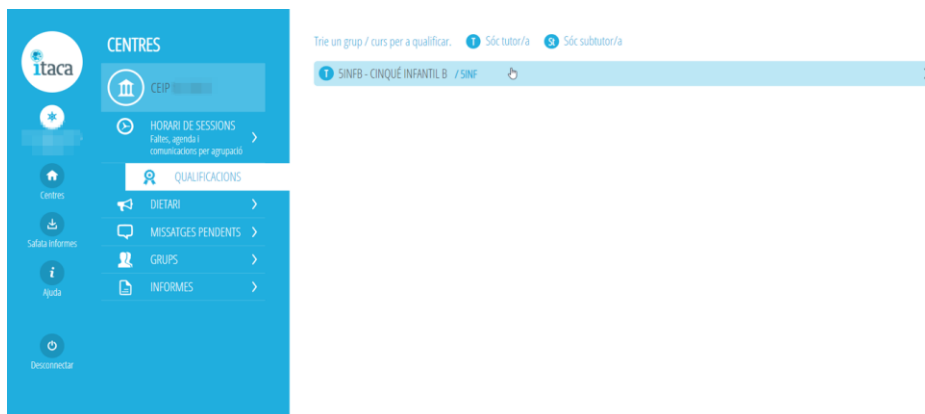 itaca
Centres
Safata Informes
i
Ajuda
Desconnectar
CENTRES
CEIP
HORARI DE SESSIONS
Faltes, agenda i
comunicacions per agrupació
QUALIFICACIONS
DIETARI
MISSATGES PENDENTS
GRUPS
INFORMES
Trie un grup / curs per a qualificar. T Sóc tutor/a St Sóc subtutor/a
T 5INFB - CINQUÉ INFANTIL B / 5INF